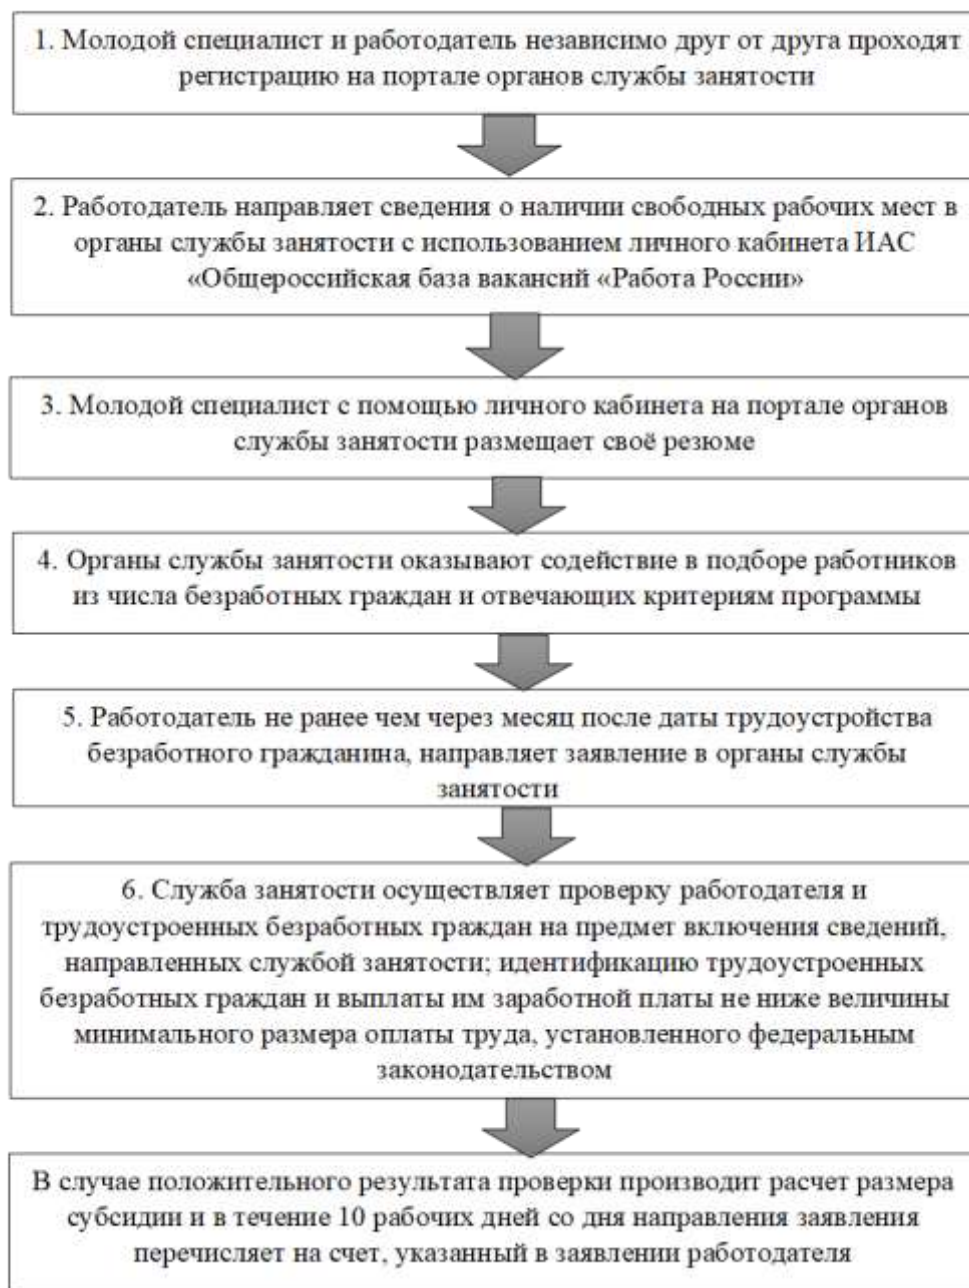 1. Молодой специалист и работодатель независимо друг от друга проходят
регистрацию на портале органов службы занятости
2. Работодатель направляет сведения о наличии свободных рабочих мест в
органы службы занятости с использованием личного кабинета ИАС
«Общероссийская база вакансий «Работа России»
3. Молодой специалист с помощью личного кабинета на портале органов
службы занятости размещает своё резюме
4. Органы службы занятости оказывают содействие в подборе работников
из числа безработных граждан и отвечающих критериям программы
5. Работодатель не ранее чем через месяц после даты трудоустройства
безработного гражданина, направляет заявление в органы службы
занятости
6. Служба занятости осуществляет проверку работодателя и
трудоустроенных безработных граждан на предмет включения сведений,
направленных службой занятости; идентификацию трудоустроенных
безработных граждан и выплаты им заработной платы не ниже величины
минимального размера оплаты труда, установленного федеральным
законодательством
В случае положительного результата проверки производит расчет размера
субсидии и в течение 10 рабочих дней со дня направления заявления
перечисляет на счет, указанный в заявлении работодателя